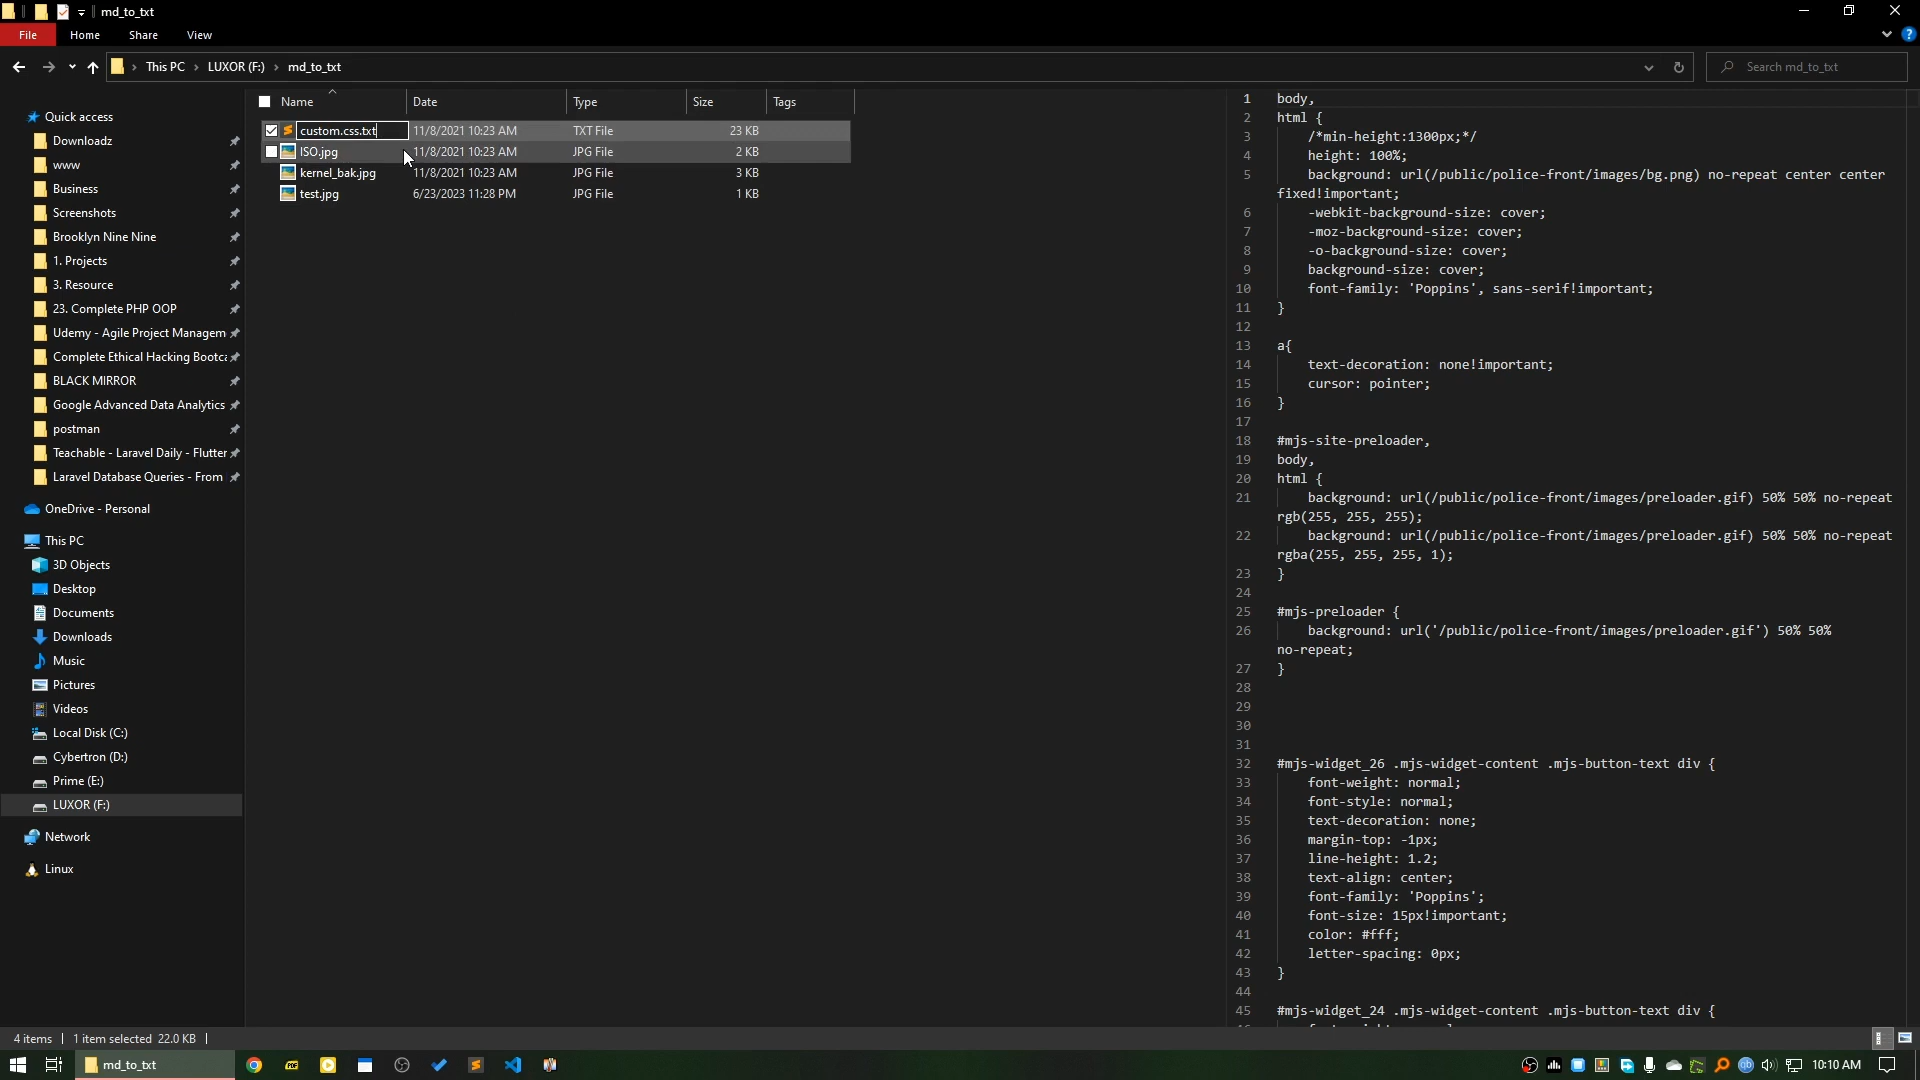 md_to_txt
File
Home
Share
View
This PC
LUXOR (F:)
md_to_txt
Search md_to_txt
Quick access
Downloadz
www
Business
Screenshots
Brooklyn Nine Nine
1. Projects
3. Resource
23. Complete PHP OOP
Udemy - Agile Project Managem
Complete Ethical Hacking Bootca
BLACK MIRROR
Google Advanced Data Analytics
postman
Teachable - Laravel Daily - Flutter
Laravel Database Queries - From
OneDrive - Personal
This PC
3D Objects
Desktop
Documents
Downloads
Music
Pictures
Videos
Local Disk (C:)
Cybertron (D:)
Prime (E:)
LUXOR (F:)
Network
Linux
Name Date Type Size Tags
custom.css.txt 11/8/2021 10:23 AM TXT File 23 KB
ISO.jpg 11/8/2021 10:23 AM JPG File 2 KB
kernel_bak.jpg 11/8/2021 10:23 AM JPG File 3 KB
test.jpg 6/23/2023 11:28 PM JPG File 1 KB
1 body,
2 html {
3 /*min-height:1300px;*/
4 height: 100%;
5 background: url(/public/police-front/images/bg.png) no-repeat center center
fixed!important;
6 -webkit-background-size: cover;
7 -moz-background-size: cover;
8 -o-background-size: cover;
9 background-size: cover;
10 font-family: 'Poppins', sans-serif!important;
11 }
12
13 a{
14 text-decoration: none!important;
15 cursor: pointer;
16 }
17
18 #mjs-site-preloader,
19 body,
20 html {
21 background: url(/public/police-front/images/preloader.gif) 50% 50% no-repeat
rgb(255, 255, 255);
22 background: url(/public/police-front/images/preloader.gif) 50% 50% no-repeat
rgba(255, 255, 255, 1);
23 }
24
25 #mjs-preloader {
26 background: url('/public/police-front/images/preloader.gif') 50% 50%
no-repeat;
27 }
28
29
30
31
32 #mjs-widget_26 .mjs-widget-content .mjs-button-text div {
33 font-weight: normal;
34 font-style: normal;
35 text-decoration: none;
36 margin-top: -1px;
37 line-height: 1.2;
38 text-align: center;
39 font-family: 'Poppins';
40 font-size: 15px!important;
41 color: #fff;
42 letter-spacing: 0px;
43 }
44
45 #mjs-widget_24 .mjs-widget-content .mjs-button-text div {
4 items
1 item selected 22.0 KB
md_to_txt
10:10 AM